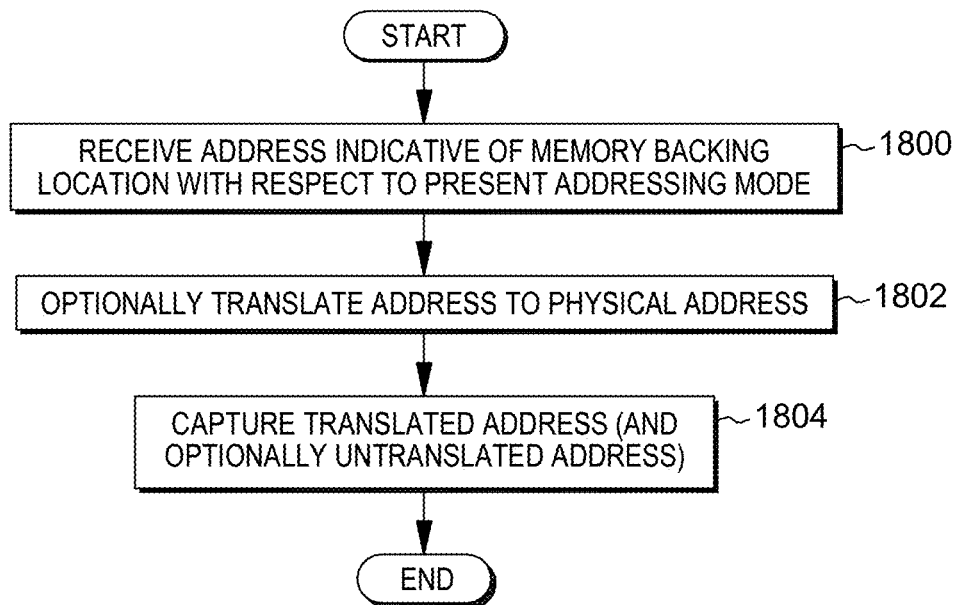 START
RECEIVE ADDRESS INDICATIVE OF MEMORY BACKING
LOCATION WITH RESPECT TO PRESENT ADDRESSING MODE
1800
OPTIONALLY TRANSLATE ADDRESS TO PHYSICAL ADDRESS
1802
CAPTURE TRANSLATED ADDRESS (AND
OPTIONALLY UNTRANSLATED ADDRESS)
1804
END